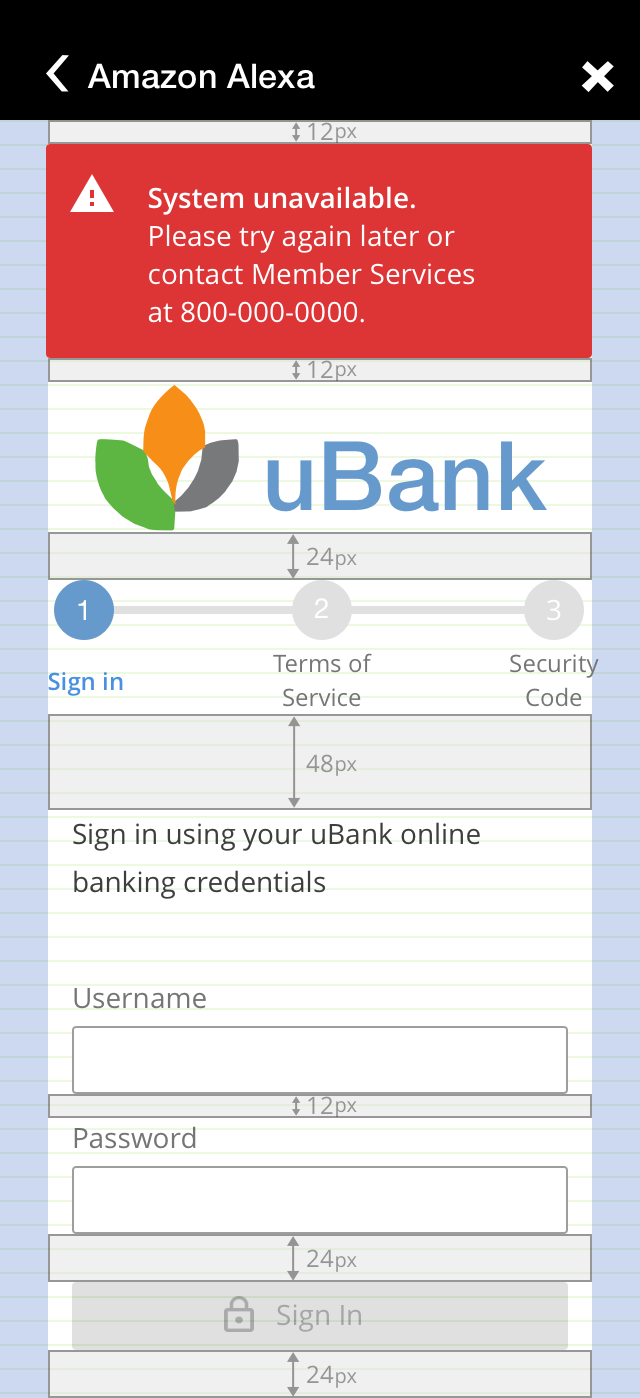 Amazon Alexa
12px
System unavailable.
Please try again later or
contact Member Services
at 800-000-0000.
12px
uBank
24px
1
2
3
Sign in
Terms of
Service
Security
Code
48px
Sign in using your uBank online
banking credentials
Username
12px
Password
24px
Sign In
24px